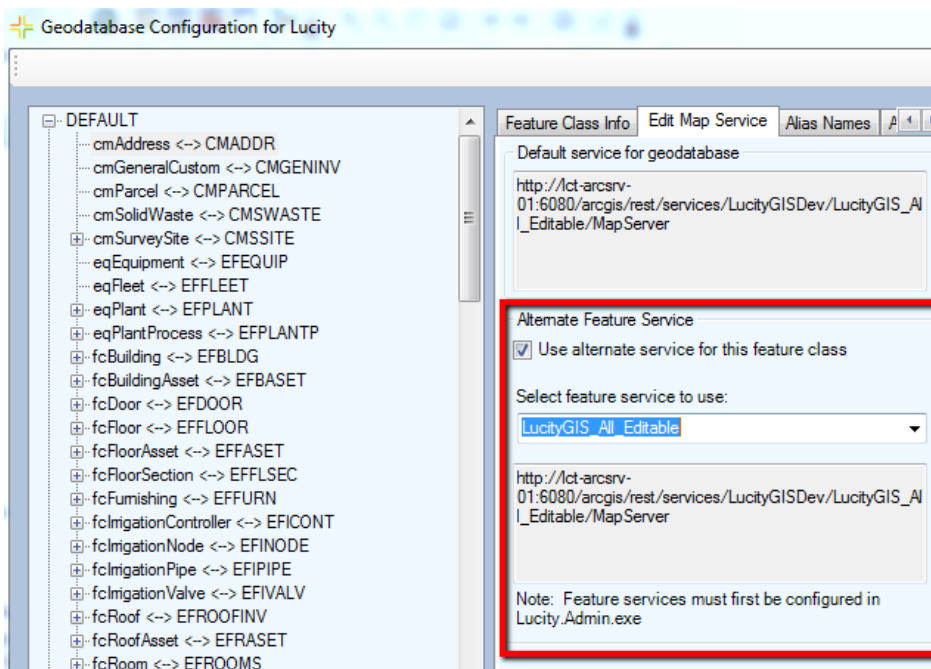 Geodatabase Configuration for Lucity
DEFAULT
cmAddress <--> CMADDR
cmGeneralCustom <--> CMGENINV
cmParcel <--> CMPARCEL
cmSolidWaste <--> CMSWASTE
cmSurveySite <--> CMSSITE
eqEquipment <--> EFEQUIP
eqFleet <--> EFFLEET
eqPlant <--> EFPLANT
eqPlantProcess <--> EFPLANTP
fcBuilding <--> EFBLDG
fcBuildingAsset <--> EFBASET
fcDoor <--> EFDOOR
fcFloor <--> EFFLOOR
fcFloorAsset <--> EFFASET
fcFloorSection <--> EFFLSEC
fcFurnishing <--> EFFURN
fcIrrigationController <--> EFICONT
fcIrrigationNode <--> EFINODE
fcIrrigationPipe <--> EFIPIPE
fcIrrigationValve <--> EFIVALV
fcRoof <--> EFROOFINV
fcRoofAsset <--> EFRASET
fcRoom <--> EFROOMS
Feature Class Info Edit Map Service Alias Names A
Default service for geodatabase
http://lct-arcsrv-
01:6080/arcgis/rest/services/LucityGISDev/LucityGIS_Al
l_Editable/MapServer
Alternate Feature Service
Use alternate service for this feature class
Select feature service to use:
LucityGIS_All_Editable
http://lct-arcsrv-
01:6080/arcgis/rest/services/LucityGISDev/LucityGIS_Al
l_Editable/MapServer
Note: Feature services must first be configured in
Lucity.Admin.exe